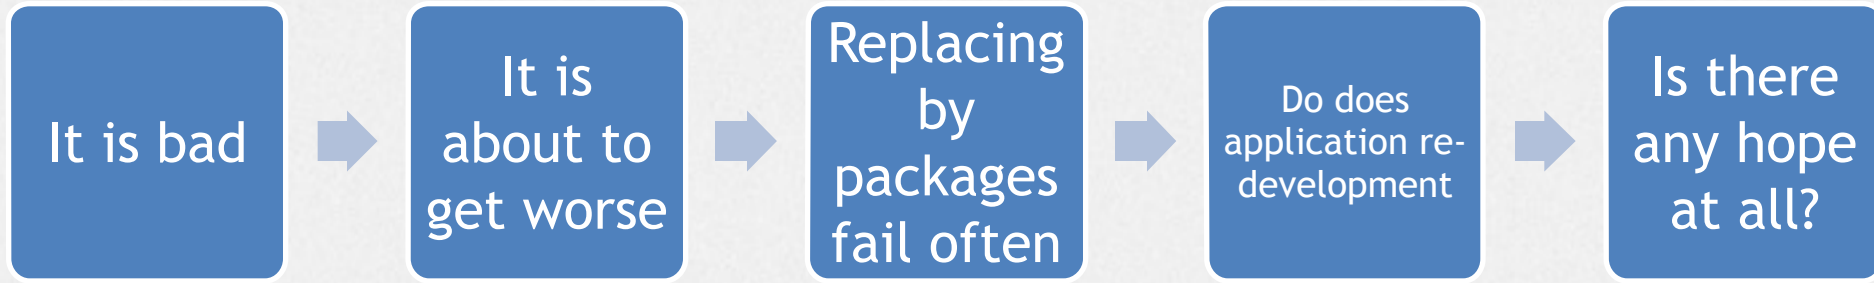 It is bad
It is
about to
get worse
Replacing
by
packages
fail often
Do does
application re-
development
Is there
any hope
at all?